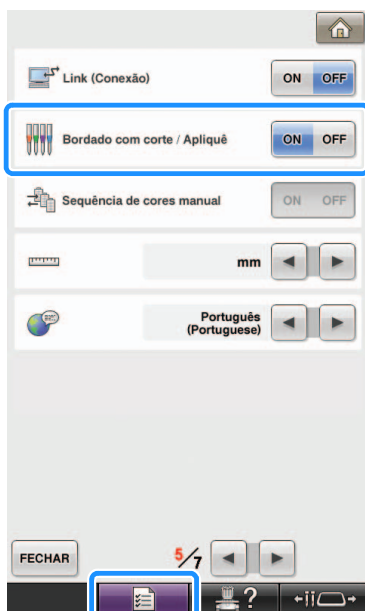 Link (Conexão) ON OFF
Bordado com corte / Apliquê ON OFF
Sequência de cores manual ON OFF
mm
Português
(Portuguese)
FECHAR 5/7
?